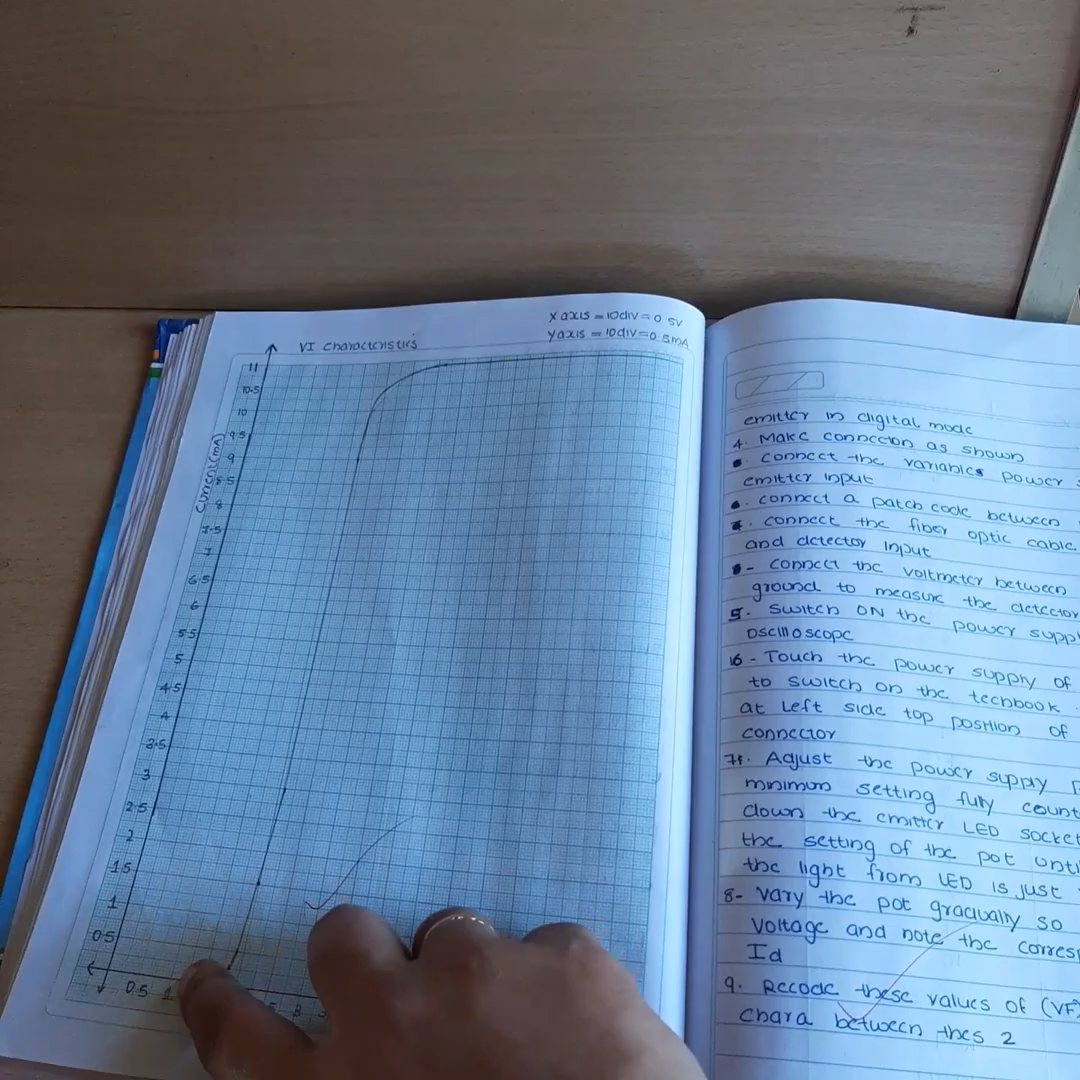 X axis = 10div = 0.5V
Y axis = 10div = 0.5mA
VI Characteristics
Current (mA)
11
10.5
10
9.5
9
8.5
8
7.5
7
6.5
6
5.5
5
4.5
4
3.5
3
2.5
2
1.5
1
0.5
0.5 1
emitter in digital mode
4. Make connection as shown
connect the variables power
emitter input
connect a patch code between
connect the fiber optic cable
and detector input
- connect the voltmeter between
ground to measure the detector
5. Switch ON the power suppl
oscilloscope
6 - Touch the power supply of
to switch on the techbook
at left side top position of
connector
7. Adjust the power supply
minimum setting fully count
down the emitter LED socket
the setting of the pot unti
the light from LED is just
8- Vary the pot gradually so
voltage and note the corres
Id
9. Recode these values of (VF
chara between thes 2